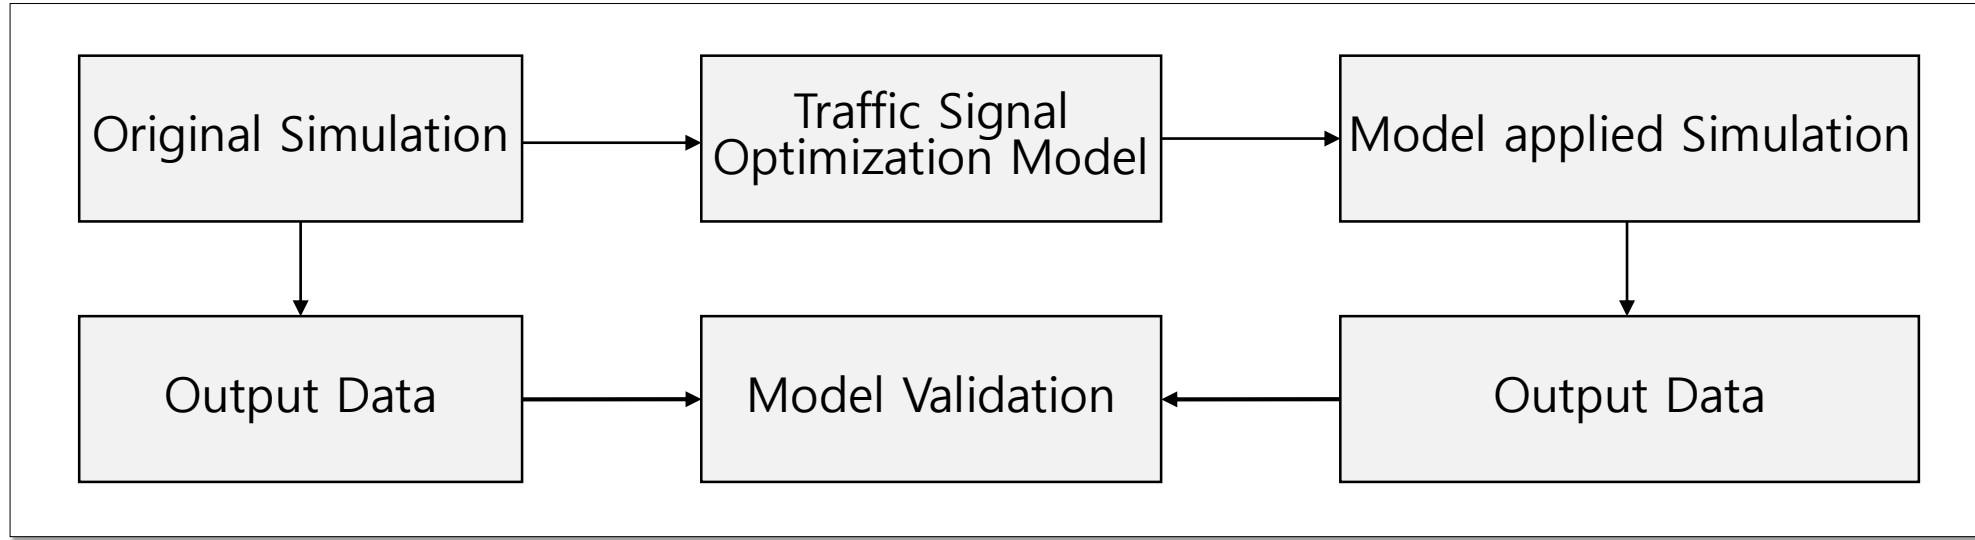 Original Simulation
Traffic Signal
Optimization Model
Model applied Simulation
Output Data
Model Validation
Output Data